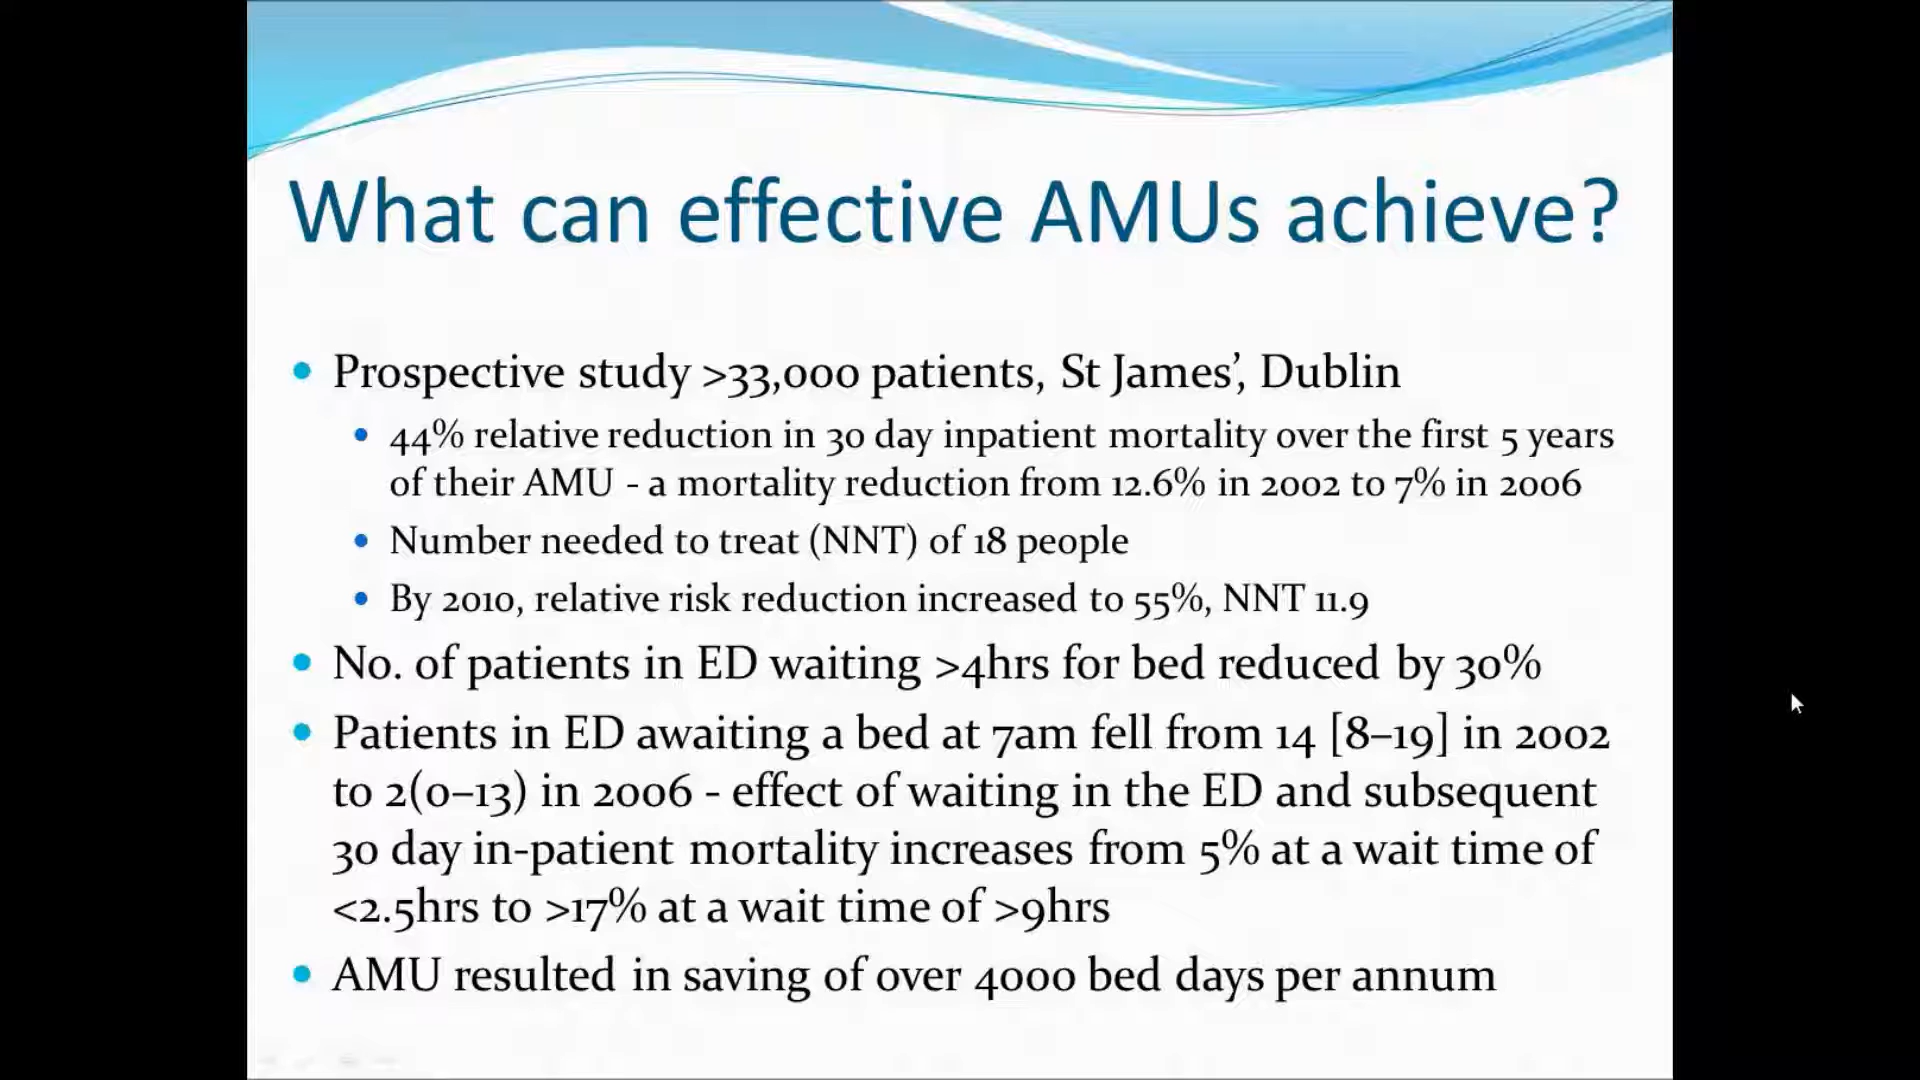 What can effective AMUs achieve?
• Prospective study >33,000 patients, St James’, Dublin
• 44% relative reduction in 30 day inpatient mortality over the first 5 years
of their AMU - a mortality reduction from 12.6% in 2002 to 7% in 2006
• Number needed to treat (NNT) of 18 people
• By 2010, relative risk reduction increased to 55%, NNT 11.9
• No. of patients in ED waiting >4hrs for bed reduced by 30%
• Patients in ED awaiting a bed at 7am fell from 14 [8–19] in 2002
to 2(0–13) in 2006 - effect of waiting in the ED and subsequent
30 day in-patient mortality increases from 5% at a wait time of
<2.5hrs to >17% at a wait time of >9hrs
• AMU resulted in saving of over 4000 bed days per annum